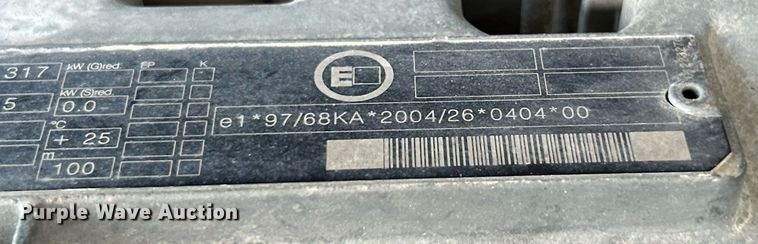 317 kW (G)red. EP K
5 kW (S)red.
0.0
°C + 25
m 100
E
e1*97/68KA*2004/26*0404*00
Purple Wave Auction